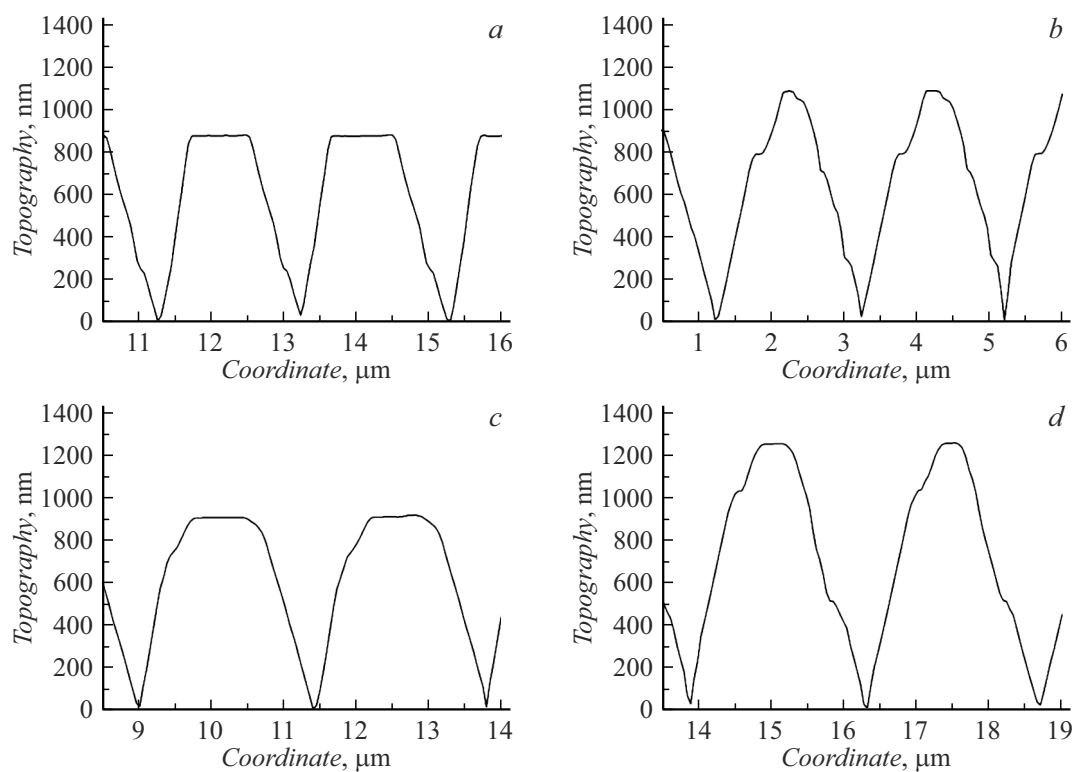 a
1400
1200
1000
800
600
400
200
0
Topography, nm
11 12 13 14 15 16
Coordinate, μm
b
1400
1200
1000
800
600
400
200
0
Topography, nm
1 2 3 4 5 6
Coordinate, μm
c
1400
1200
1000
800
600
400
200
0
Topography, nm
9 10 11 12 13 14
Coordinate, μm
d
1400
1200
1000
800
600
400
200
0
Topography, nm
14 15 16 17 18 19
Coordinate, μm